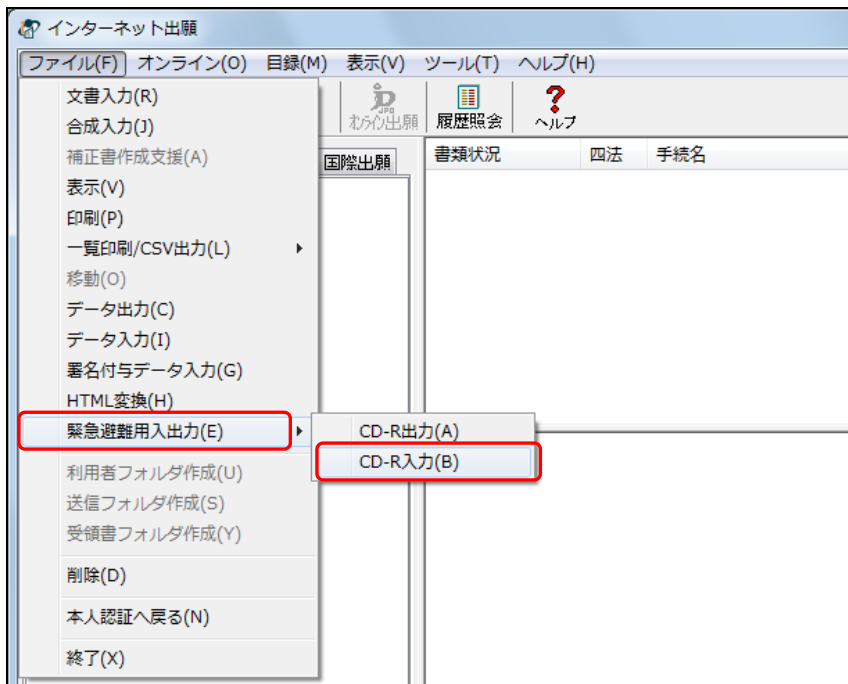 インターネット出願
ファイル(F) オンライン(O) 目録(M) 表示(V) ツール(T) ヘルプ(H)
JPO
オンライン出願 履歴照会 ヘルプ
国際出願 書類状況 四法 手続名
文書入力(R)
合成入力(J)
補正書作成支援(A)
表示(V)
印刷(P)
一覧印刷/CSV出力(L)
移動(O)
データ出力(C)
データ入力(I)
署名付与データ入力(G)
HTML変換(H)
緊急避難用入出力(E)
CD-R出力(A)
CD-R入力(B)
利用者フォルダ作成(U)
送信フォルダ作成(S)
受領書フォルダ作成(Y)
削除(D)
本人認証へ戻る(N)
終了(X)